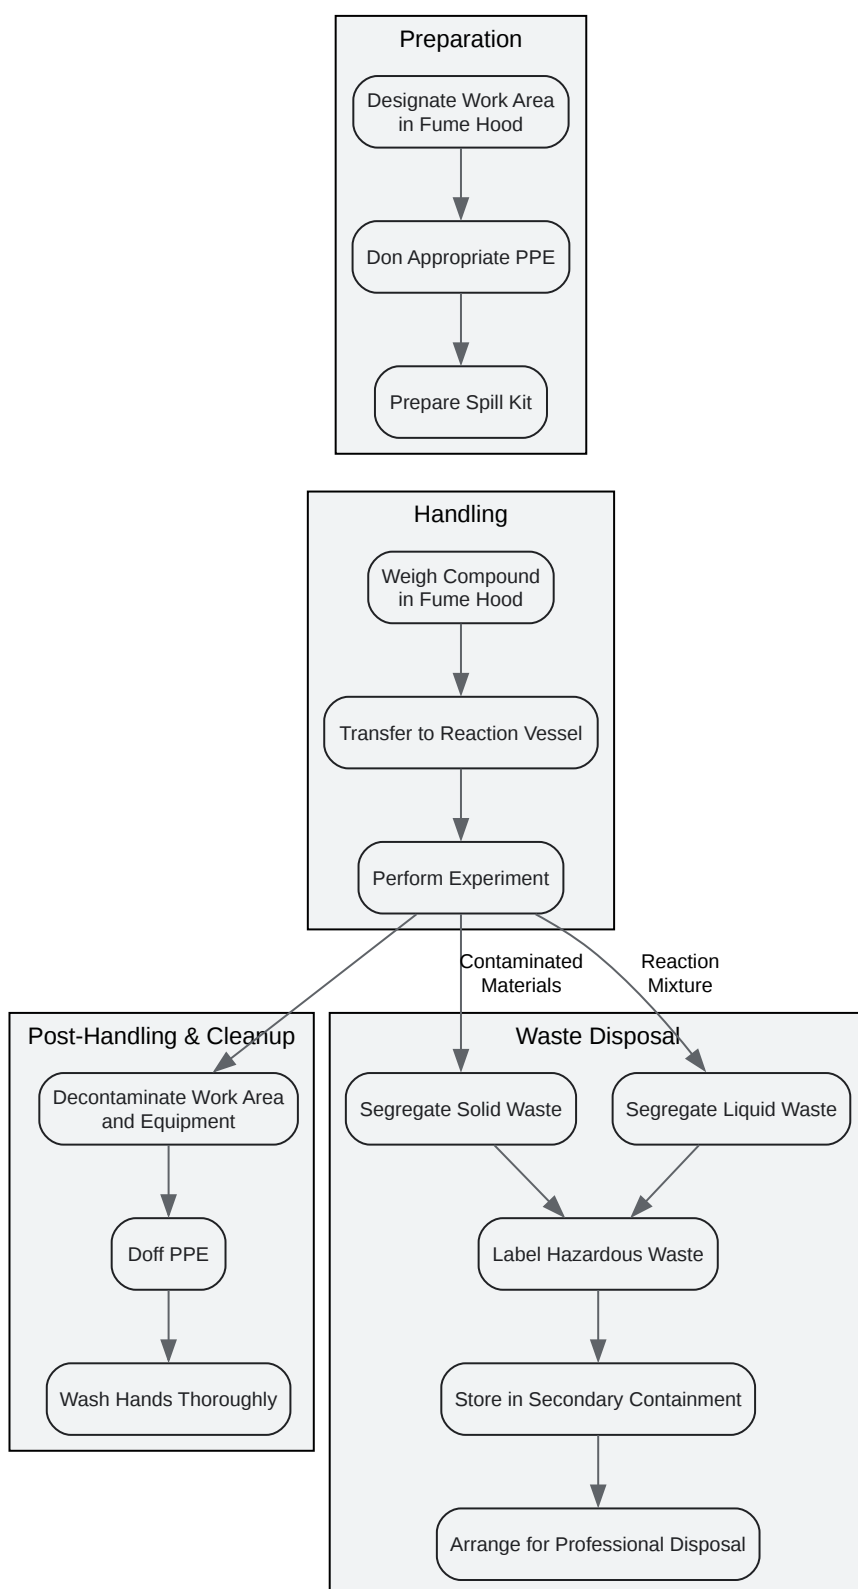 Preparation
Designate Work Area
in Fume Hood
Don Appropriate PPE
Prepare Spill Kit
Handling
Weigh Compound
in Fume Hood
Transfer to Reaction Vessel
Perform Experiment
Contaminated
Materials
Reaction
Mixture
Post-Handling & Cleanup
Decontaminate Work Area
and Equipment
Doff PPE
Wash Hands Thoroughly
Waste Disposal
Segregate Solid Waste
Segregate Liquid Waste
Label Hazardous Waste
Store in Secondary Containment
Arrange for Professional Disposal